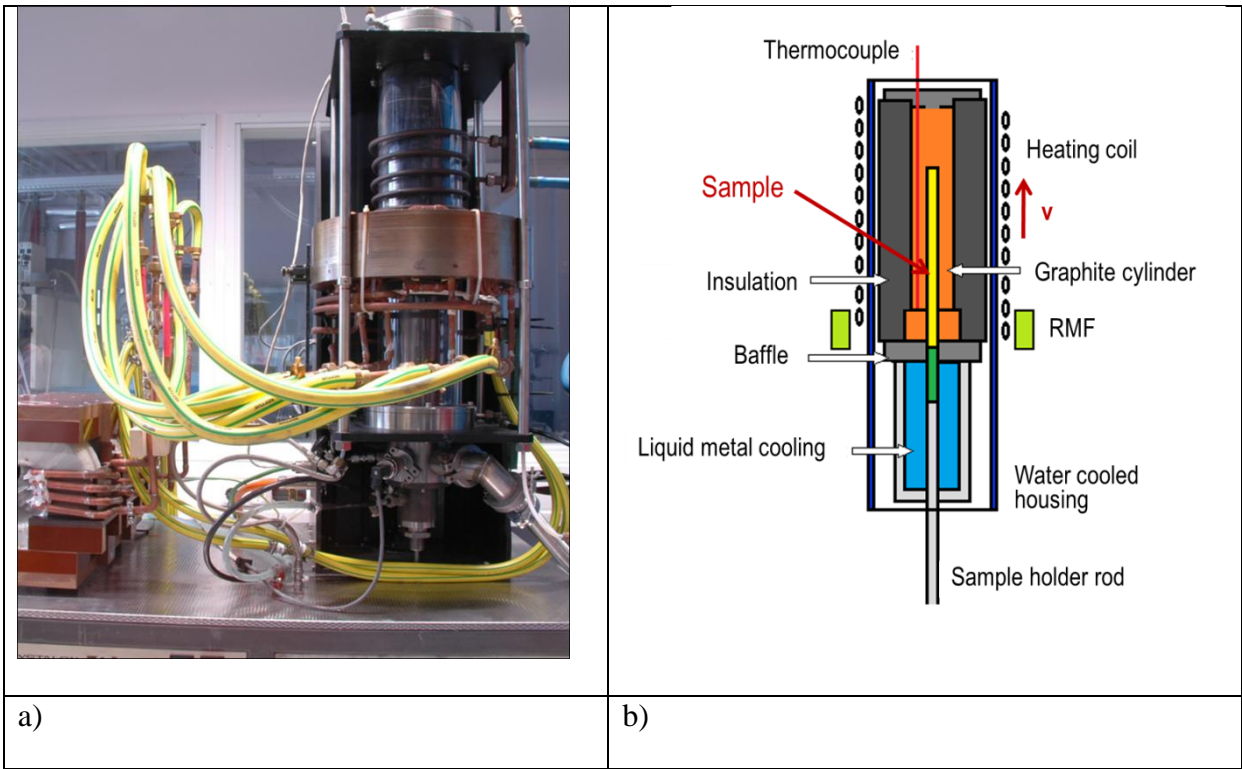 Thermocouple
Heating coil
Sample
v
Insulation
Graphite cylinder
RMF
Baffle
Liquid metal cooling
Water cooled
housing
Sample holder rod
a)
b)